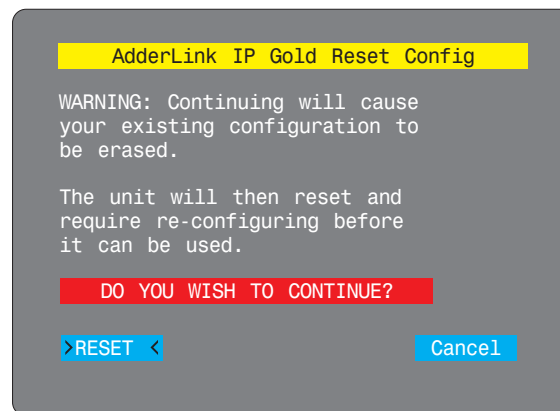 AdderLink IP Gold Reset Config
WARNING: Continuing will cause
your existing configuration to
be erased.
The unit will then reset and
require re-configuring before
it can be used.
DO YOU WISH TO CONTINUE?
>RESET < Cancel